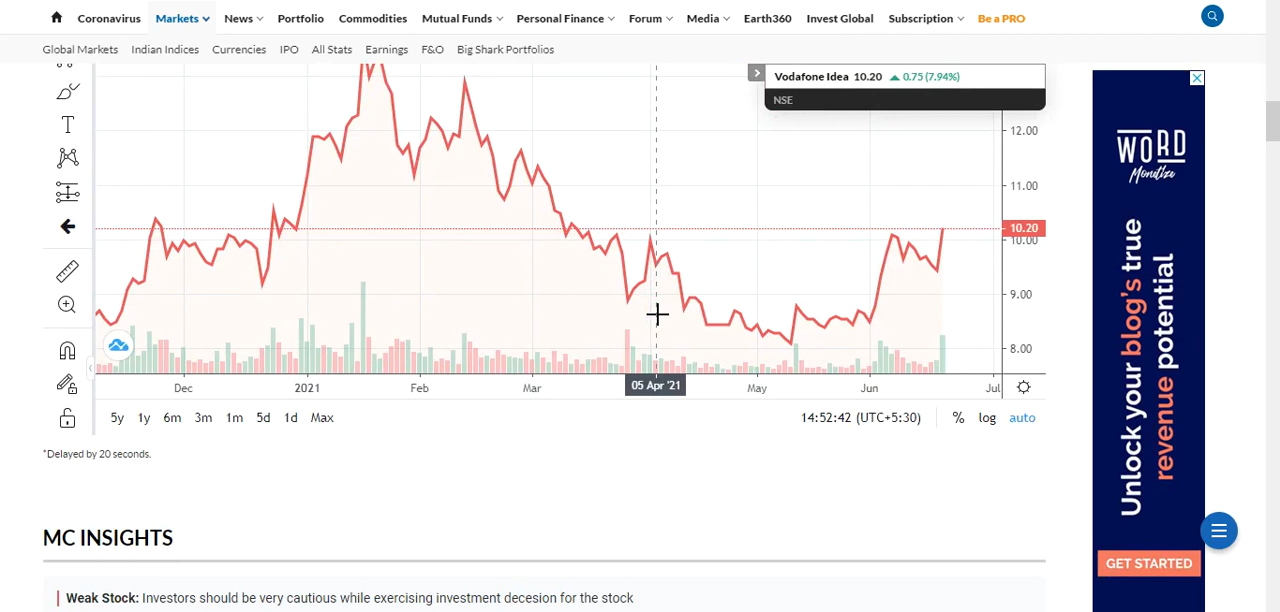 Coronavirus Markets News Portfolio Commodities Mutual Funds Personal Finance Forum Media Earth360 Invest Global Subscription Be a PRO
Global Markets Indian Indices Currencies IPO All Stats Earnings F&O Big Shark Portfolios
Vodafone Idea 10.20 0.75 (7.94%)
NSE
T
12.00
11.00
10.20
10.00
9.00
8.00
Dec 2021 Feb Mar 05 Apr '21 May Jun Jul
5y 1y 6m 3m 1m 5d 1d Max 14:52:42 (UTC+5:30) % log auto
*Delayed by 20 seconds.
MC INSIGHTS
Weak Stock: Investors should be very cautious while exercising investment decesion for the stock
WORD
Monetize
Unlock your blog's true
revenue potential
GET STARTED